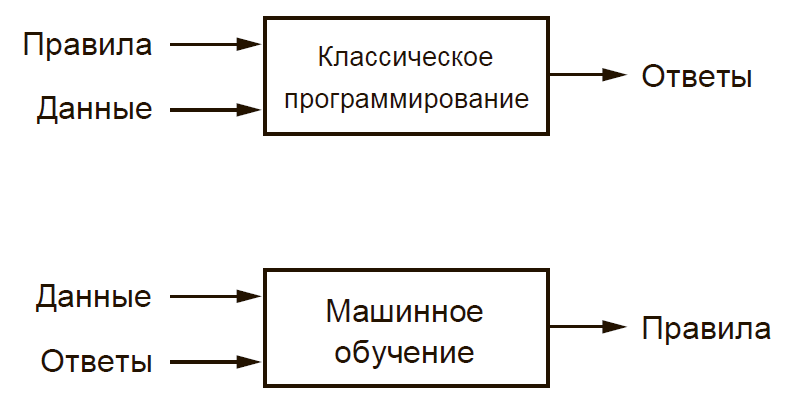 Правила
Данные
Классическое
программирование
Ответы
Данные
Ответы
Машинное
обучение
Правила